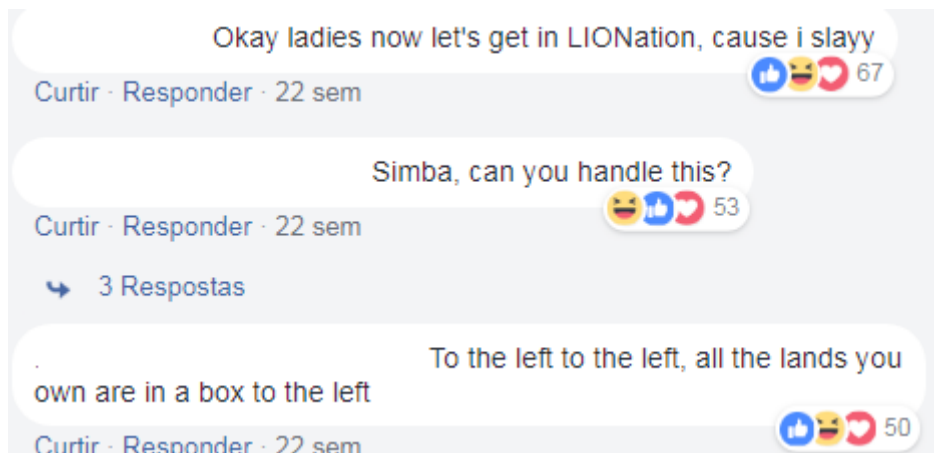 Okay ladies now let's get in LIONation, cause i slayy
67
Curtir · Responder · 22 sem
Simba, can you handle this?
53
Curtir · Responder · 22 sem
3 Respostas
. To the left to the left, all the lands you
own are in a box to the left
50
Curtir · Responder · 22 sem